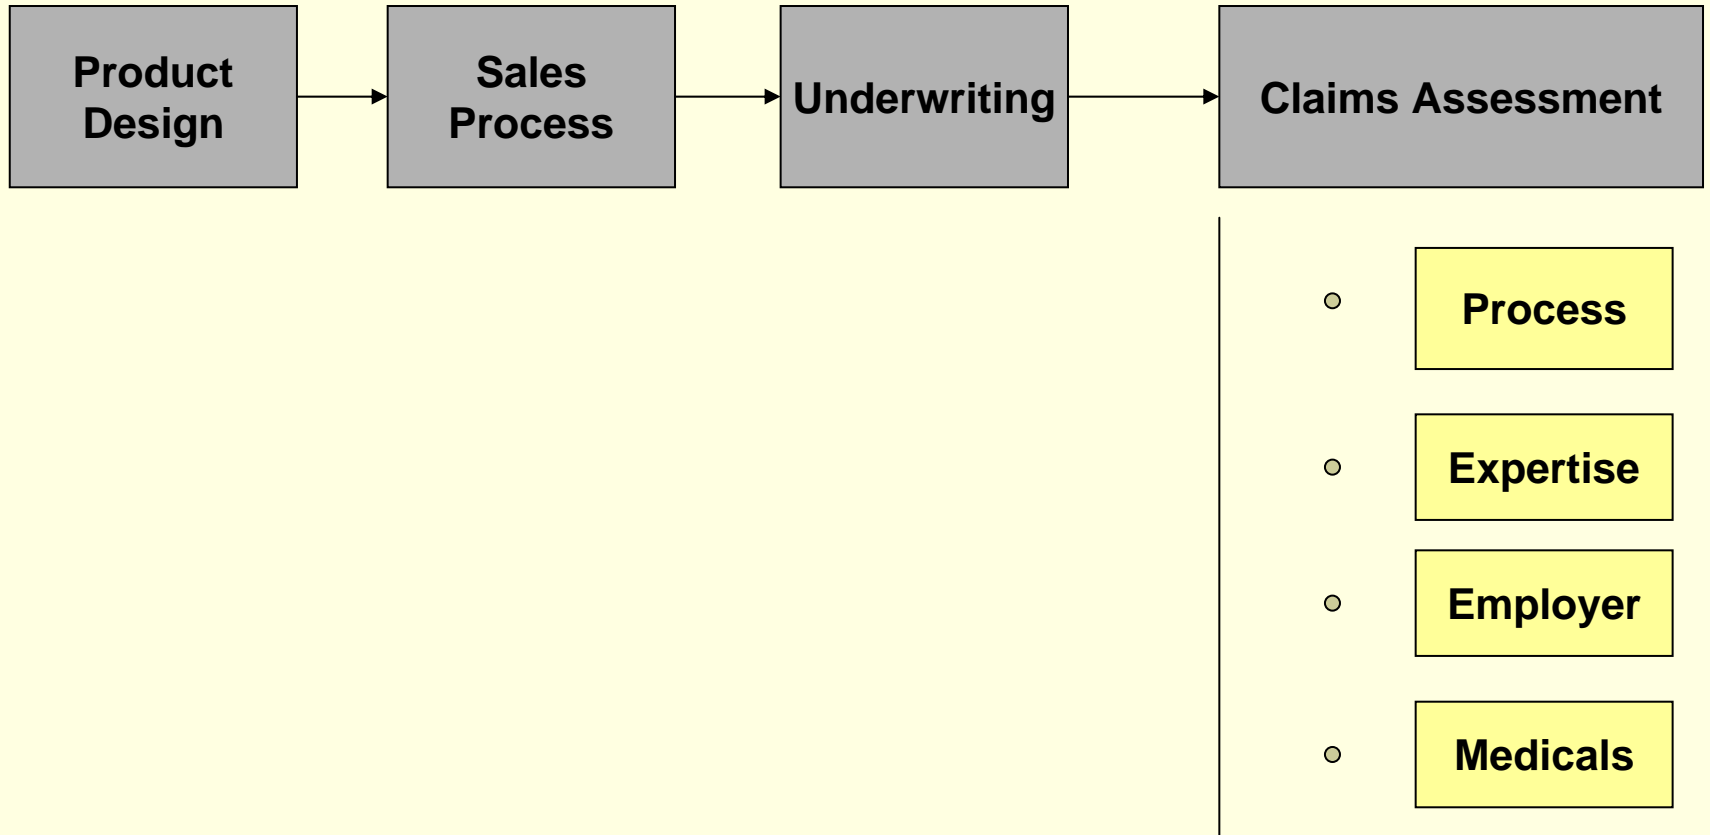 Product
Design
Sales
Process
Underwriting
Claims Assessment
Process
Expertise
Employer
Medicals